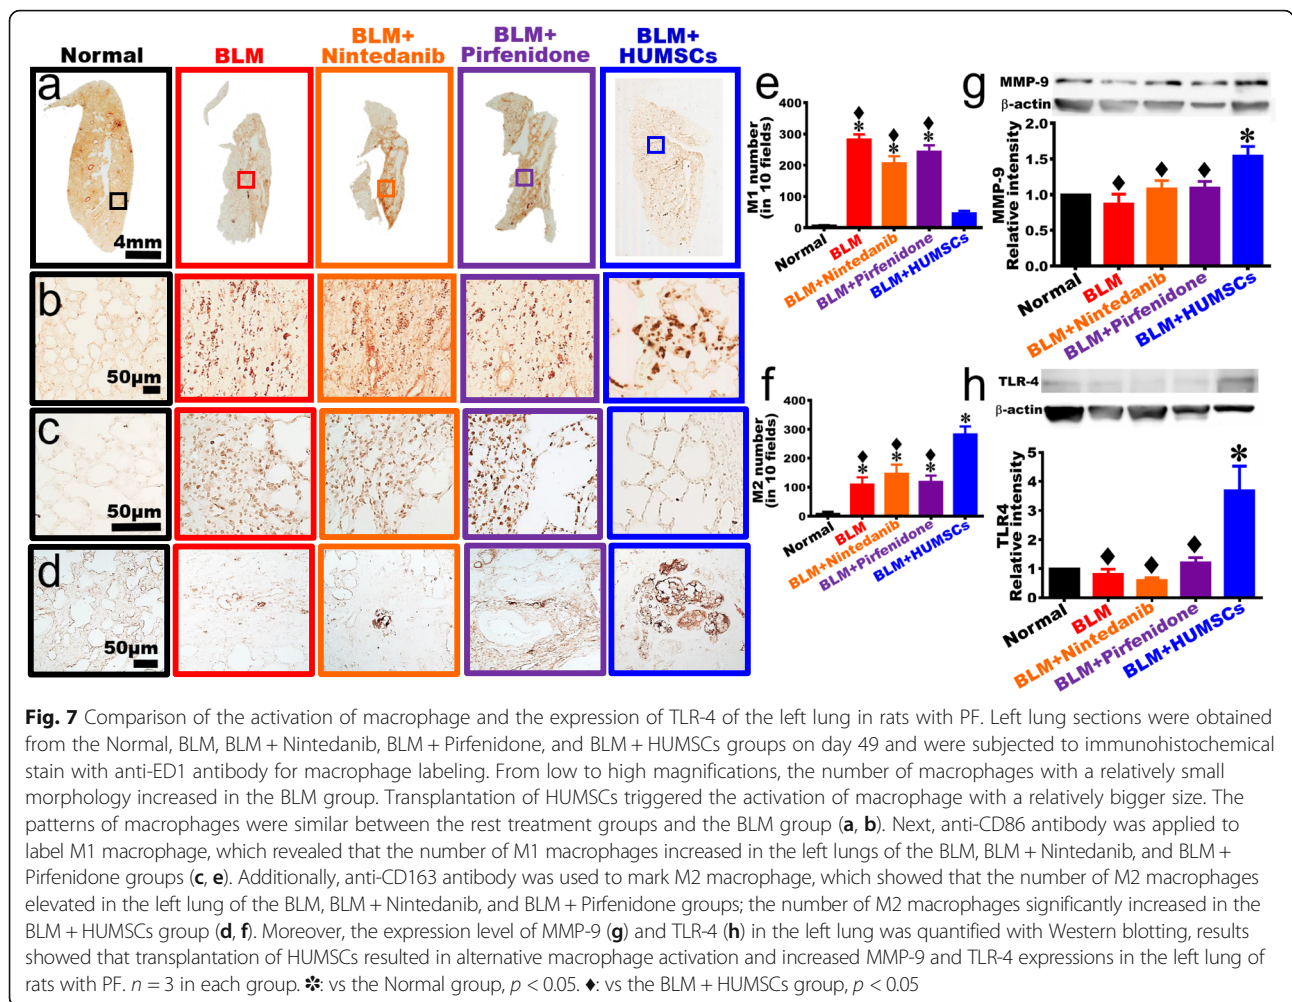 Normal
BLM
BLM+
Nintedanib
BLM+
Pirfenidone
BLM+
HUMSCs
a
4mm
b
50μm
c
50μm
d
50μm
e
M1 number
(in 10 fields)
400
300
200
100
0
♦
*
♦
*
♦
*
Normal
BLM
BLM+Nintedanib
BLM+Pirfenidone
BLM+HUMSCs
f
M2 number
(in 10 fields)
400
300
200
100
0
♦
*
♦
*
♦
*
*
Normal
BLM
BLM+Nintedanib
BLM+Pirfenidone
BLM+HUMSCs
g
MMP-9
β-actin
MMP-9
Relative intensity
2.0
1.5
1.0
0.5
0.0
♦
♦
♦
*
Normal
BLM
BLM+Nintedanib
BLM+Pirfenidone
BLM+HUMSCs
h
TLR-4
β-actin
TLR4
Relative intensity
5
4
3
2
1
0
♦
♦
♦
*
Normal
BLM
BLM+Nintedanib
BLM+Pirfenidone
BLM+HUMSCs
Fig. 7 Comparison of the activation of macrophage and the expression of TLR-4 of the left lung in rats with PF. Left lung sections were obtained
from the Normal, BLM, BLM + Nintedanib, BLM + Pirfenidone, and BLM + HUMSCs groups on day 49 and were subjected to immunohistochemical
stain with anti-ED1 antibody for macrophage labeling. From low to high magnifications, the number of macrophages with a relatively small
morphology increased in the BLM group. Transplantation of HUMSCs triggered the activation of macrophage with a relatively bigger size. The
patterns of macrophages were similar between the rest treatment groups and the BLM group (a, b). Next, anti-CD86 antibody was applied to
label M1 macrophage, which revealed that the number of M1 macrophages increased in the left lungs of the BLM, BLM + Nintedanib, and BLM +
Pirfenidone groups (c, e). Additionally, anti-CD163 antibody was used to mark M2 macrophage, which showed that the number of M2 macrophages
elevated in the left lung of the BLM, BLM + Nintedanib, and BLM + Pirfenidone groups; the number of M2 macrophages significantly increased in the
BLM + HUMSCs group (d, f). Moreover, the expression level of MMP-9 (g) and TLR-4 (h) in the left lung was quantified with Western blotting, results
showed that transplantation of HUMSCs resulted in alternative macrophage activation and increased MMP-9 and TLR-4 expressions in the left lung of
rats with PF. n = 3 in each group. ✽: vs the Normal group, p < 0.05. ♦: vs the BLM + HUMSCs group, p < 0.05